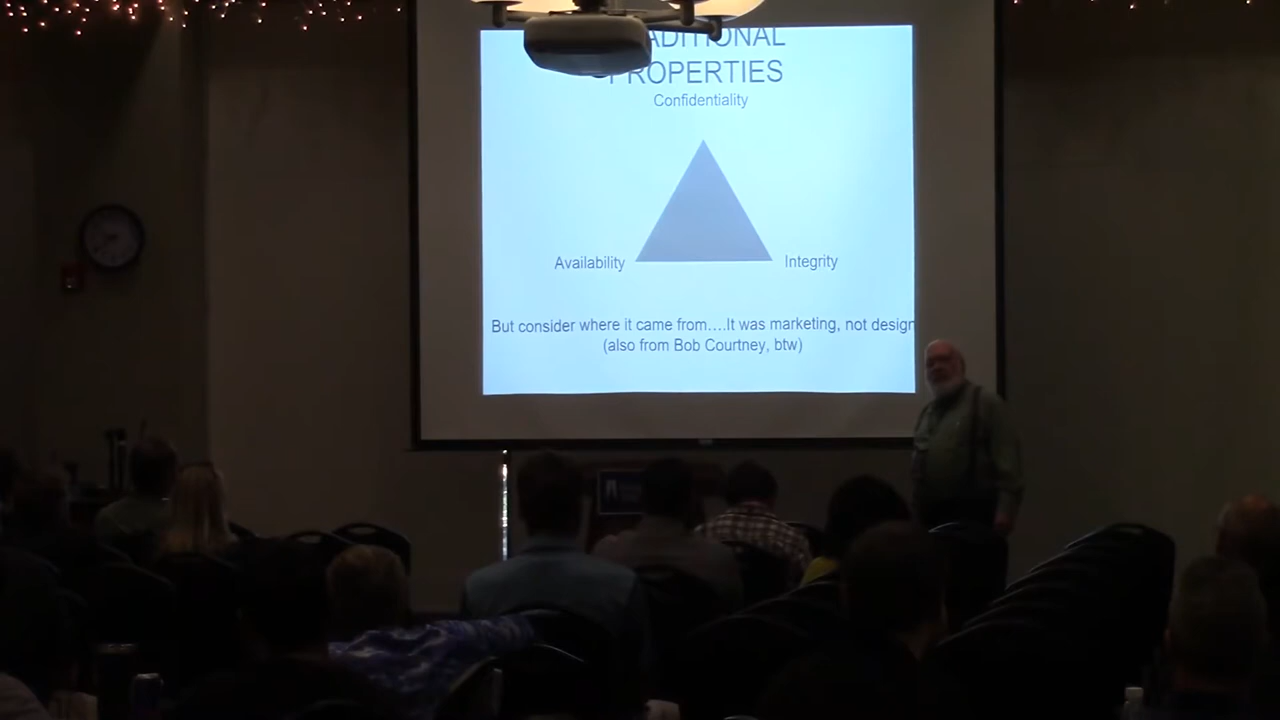 ADITIONAL
PROPERTIES
Confidentiality
Availability
Integrity
But consider where it came from....It was marketing, not design
(also from Bob Courtney, btw)